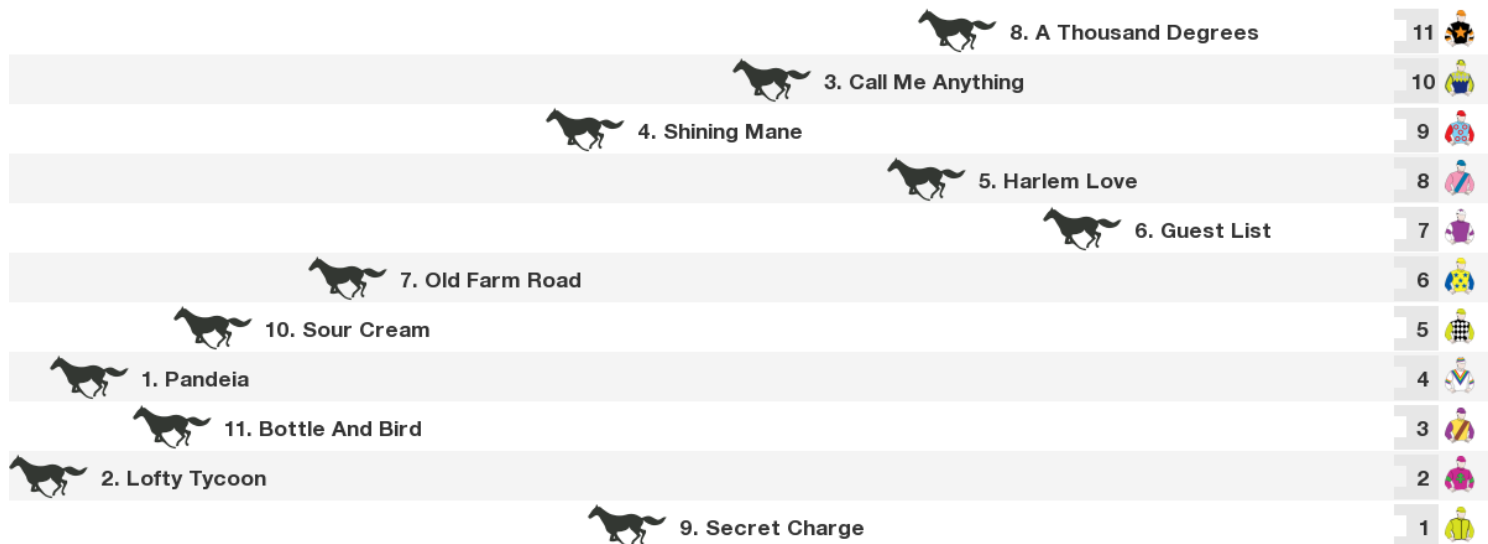 8. A Thousand Degrees 11
3. Call Me Anything 10
4. Shining Mane 9
5. Harlem Love 8
6. Guest List 7
7. Old Farm Road 6
10. Sour Cream 5
1. Pandeia 4
11. Bottle And Bird 3
2. Lofty Tycoon 2
9. Secret Charge 1